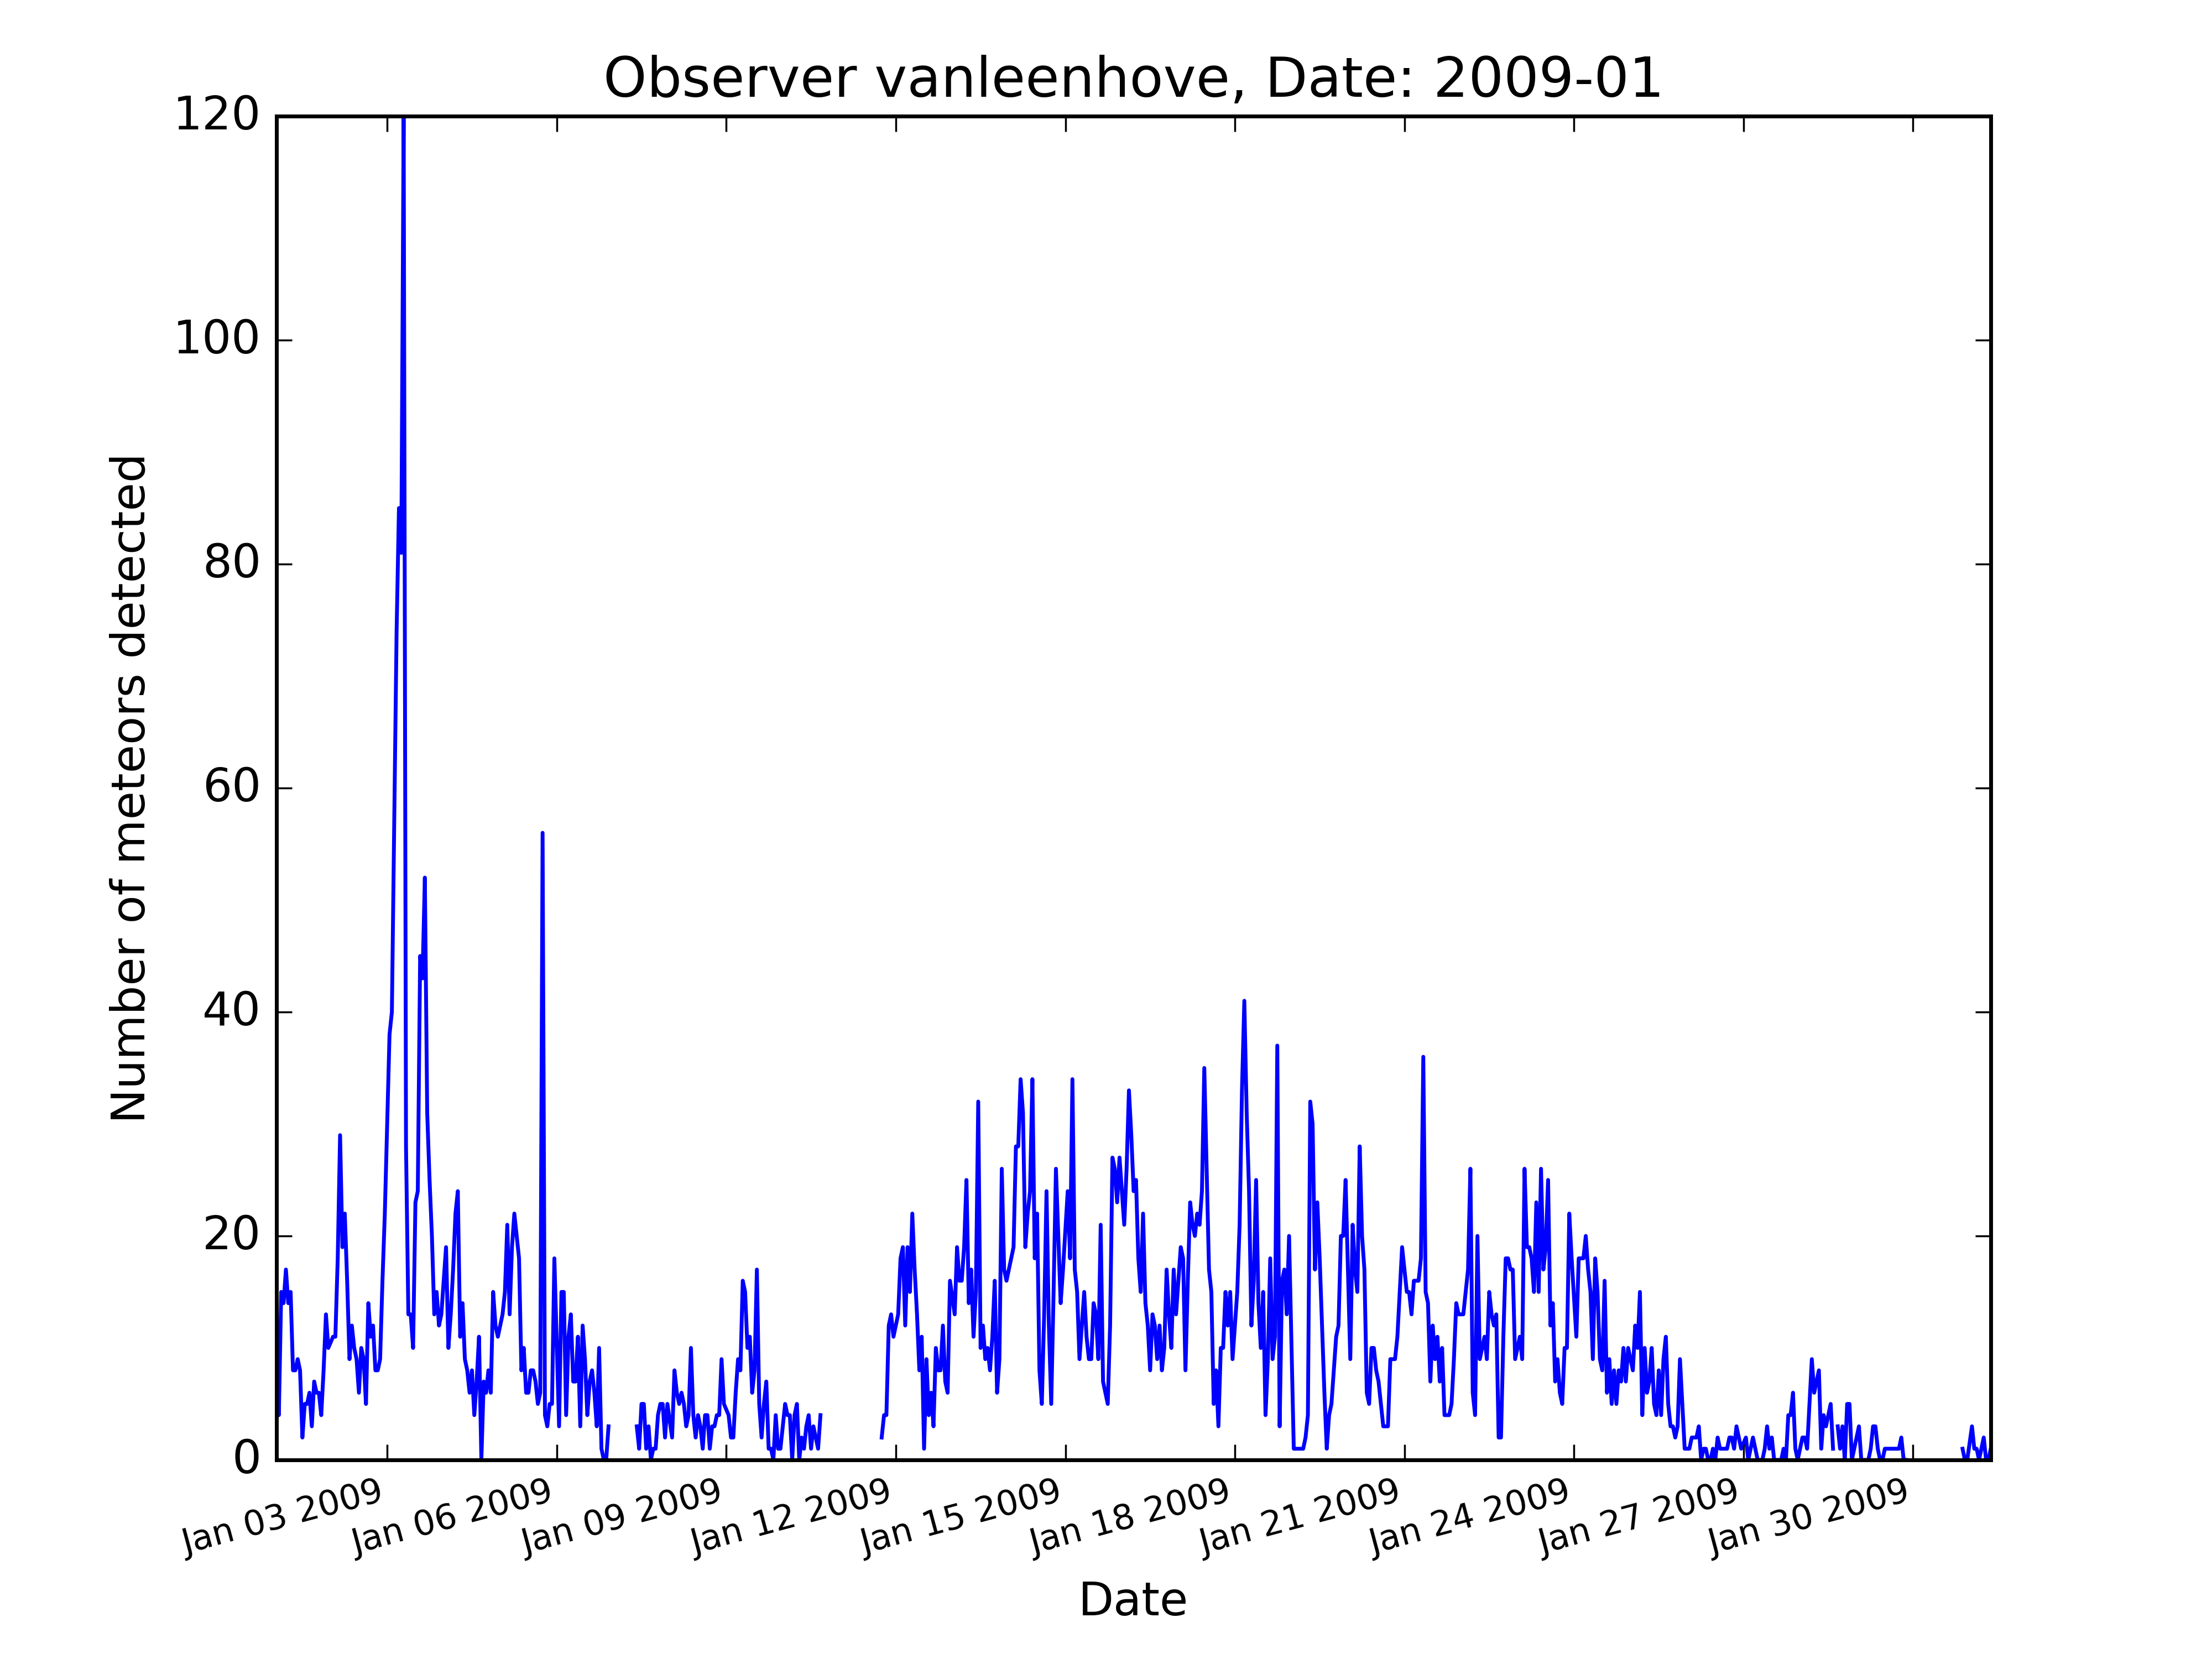 Observer vanleenhove, Date: 2009-01
120
100
80
60
40
20
0
Number of meteors detected
Jan 03 2009
Jan 06 2009
Jan 09 2009
Jan 12 2009
Jan 15 2009
Jan 18 2009
Jan 21 2009
Jan 24 2009
Jan 27 2009
Jan 30 2009
Date